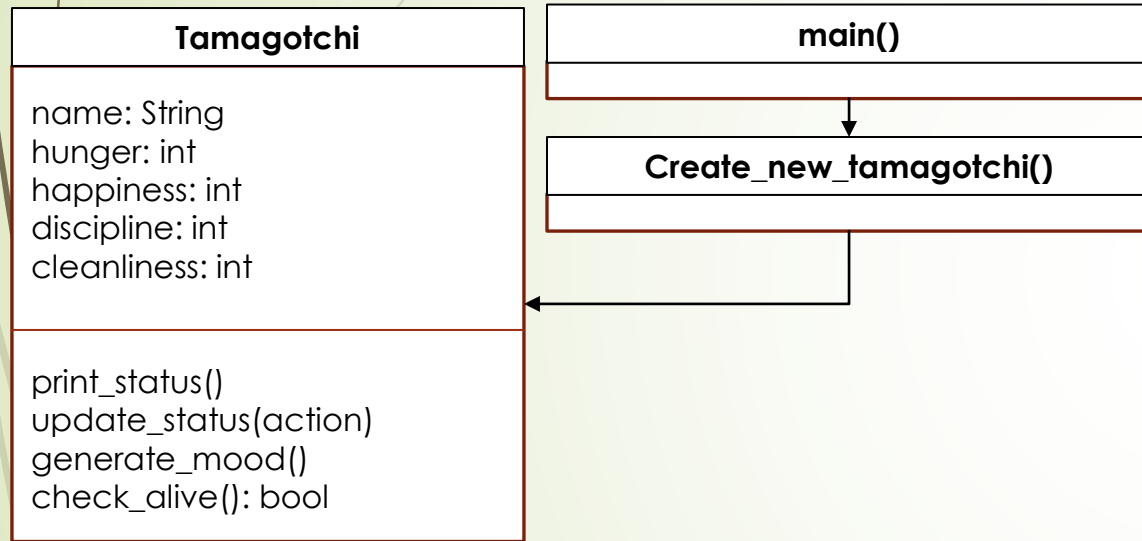 Tamagotchi
name: String
hunger: int
happiness: int
discipline: int
cleanliness: int
print_status()
update_status(action)
generate_mood()
check_alive(): bool
main()
Create_new_tamagotchi()